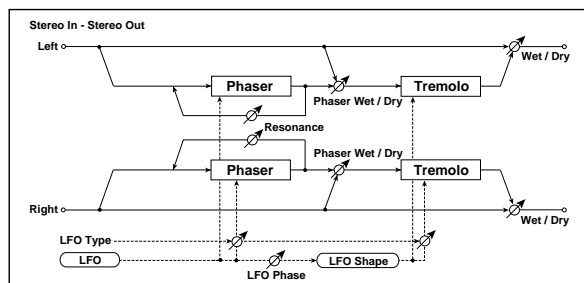 Stereo In - Stereo Out
Left
Wet / Dry
Phaser
Tremolo
Phaser Wet / Dry
Resonance
Phaser Wet / Dry
Phaser
Tremolo
Right
Wet / Dry
LFO Type
LFO
LFO Shape
LFO Phase